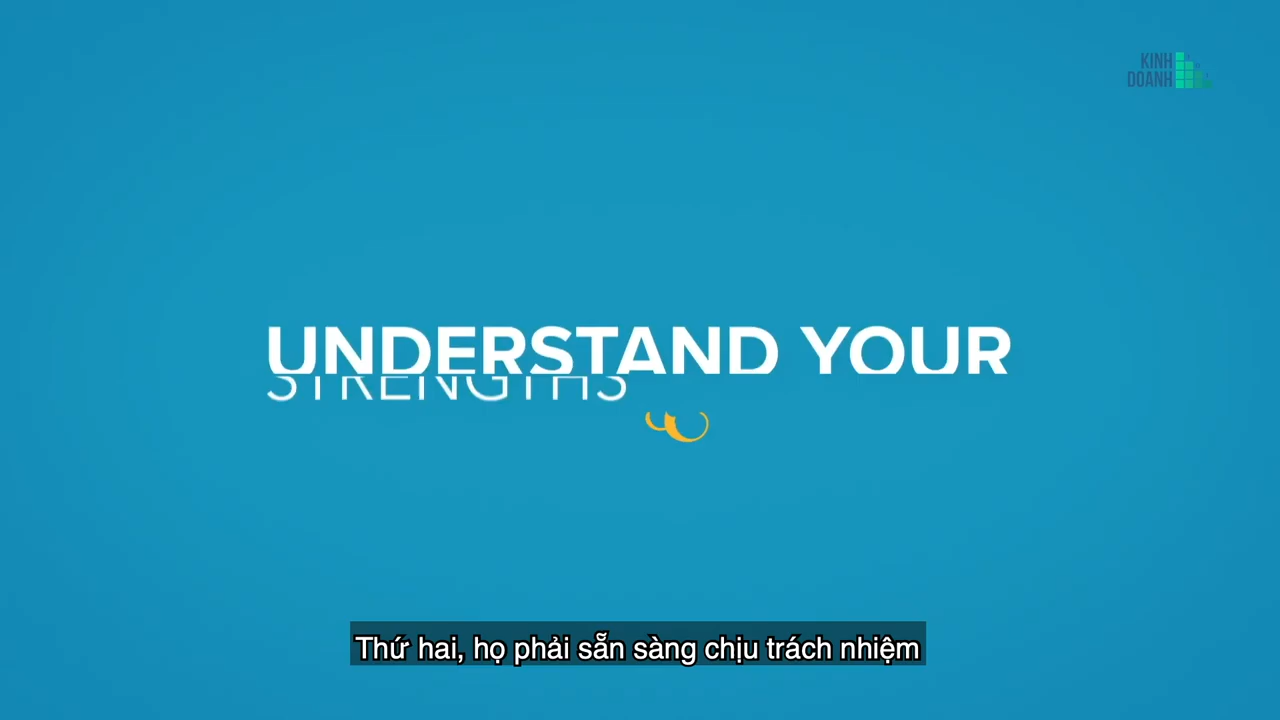 KINH
DOANH
UNDERSTAND YOUR
STRENGTHS
Thứ hai, họ phải sẵn sàng chịu trách nhiệm